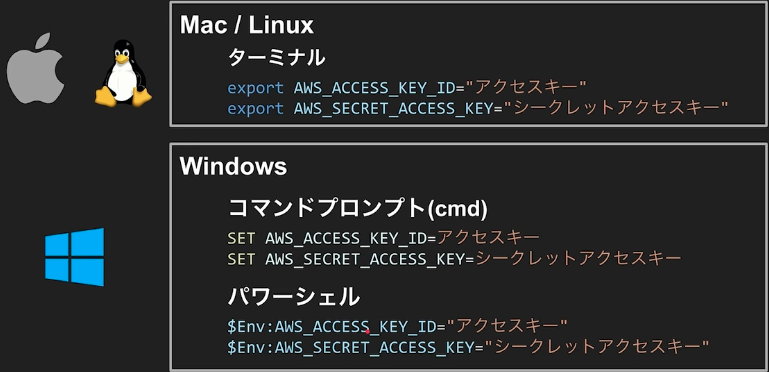 Mac / Linux
ターミナル
export AWS_ACCESS_KEY_ID="アクセスキー"
export AWS_SECRET_ACCESS_KEY="シークレットアクセスキー"
Windows
コマンドプロンプト(cmd)
SET AWS_ACCESS_KEY_ID=アクセスキー
SET AWS_SECRET_ACCESS_KEY=シークレットアクセスキー
パワーシェル
$Env:AWS_ACCESS_KEY_ID="アクセスキー"
$Env:AWS_SECRET_ACCESS_KEY="シークレットアクセスキー"